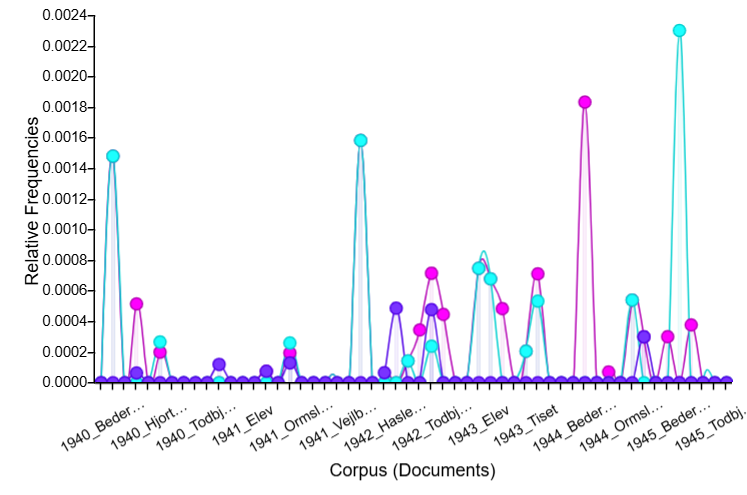 0.0024
0.0022
0.0020
0.0018
0.0016
0.0014
0.0012
0.0010
0.0008
0.0006
0.0004
0.0002
0.0000
Relative Frequencies
1940_Beder…
1940_Hjort…
1940_Todbj…
1941_Elev
1941_Ormsl…
1941_Vejlb…
1942_Hasle…
1942_Todbj…
1943_Elev
1943_Tiset
1944_Beder…
1944_Ormsl…
1945_Beder…
1945_Todbj.
Corpus (Documents)